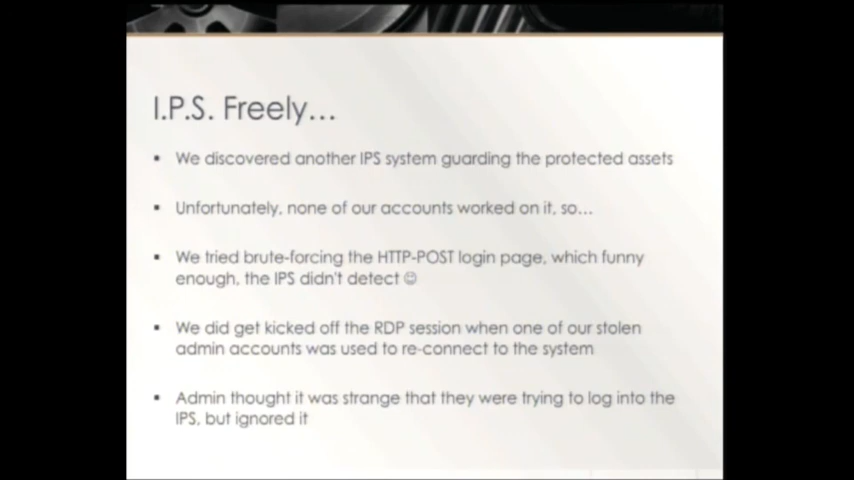 I.P.S. Freely...
▪ We discovered another IPS system guarding the protected assets
▪ Unfortunately, none of our accounts worked on it, so...
▪ We tried brute-forcing the HTTP-POST login page, which funny
enough, the IPS didn't detect ☺
▪ We did get kicked off the RDP session when one of our stolen
admin accounts was used to re-connect to the system
▪ Admin thought it was strange that they were trying to log into the
IPS, but ignored it